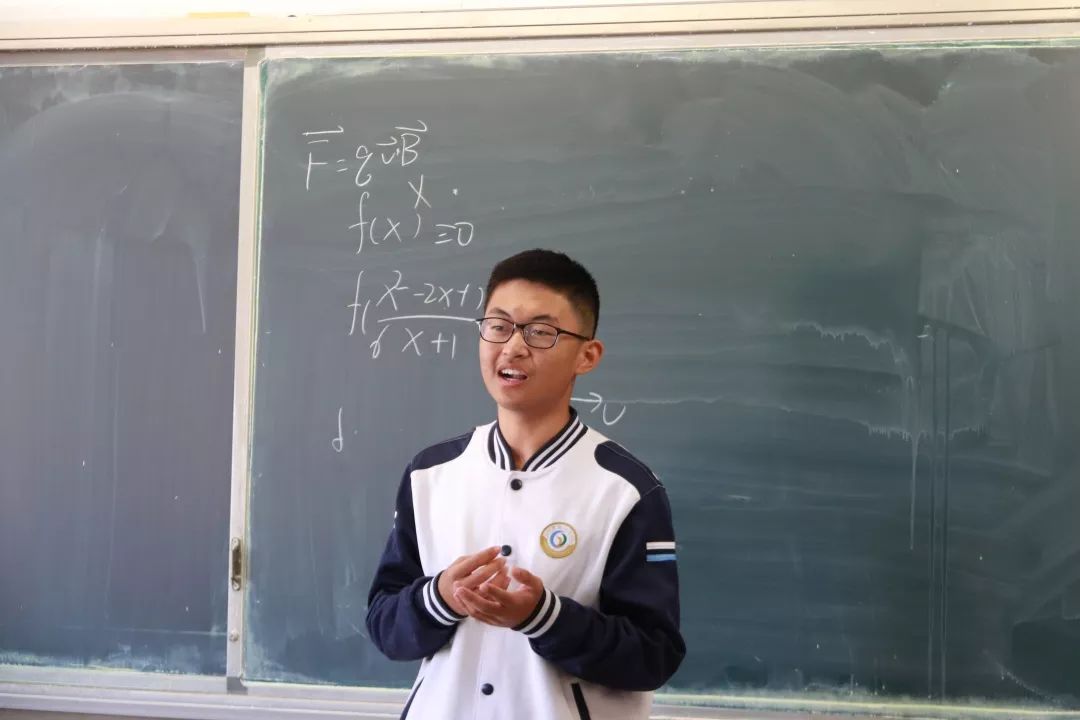 F⃗ = qv⃗B⃗
X .
f(x) = 0
f(x²-2x+1
x+1
d
→v